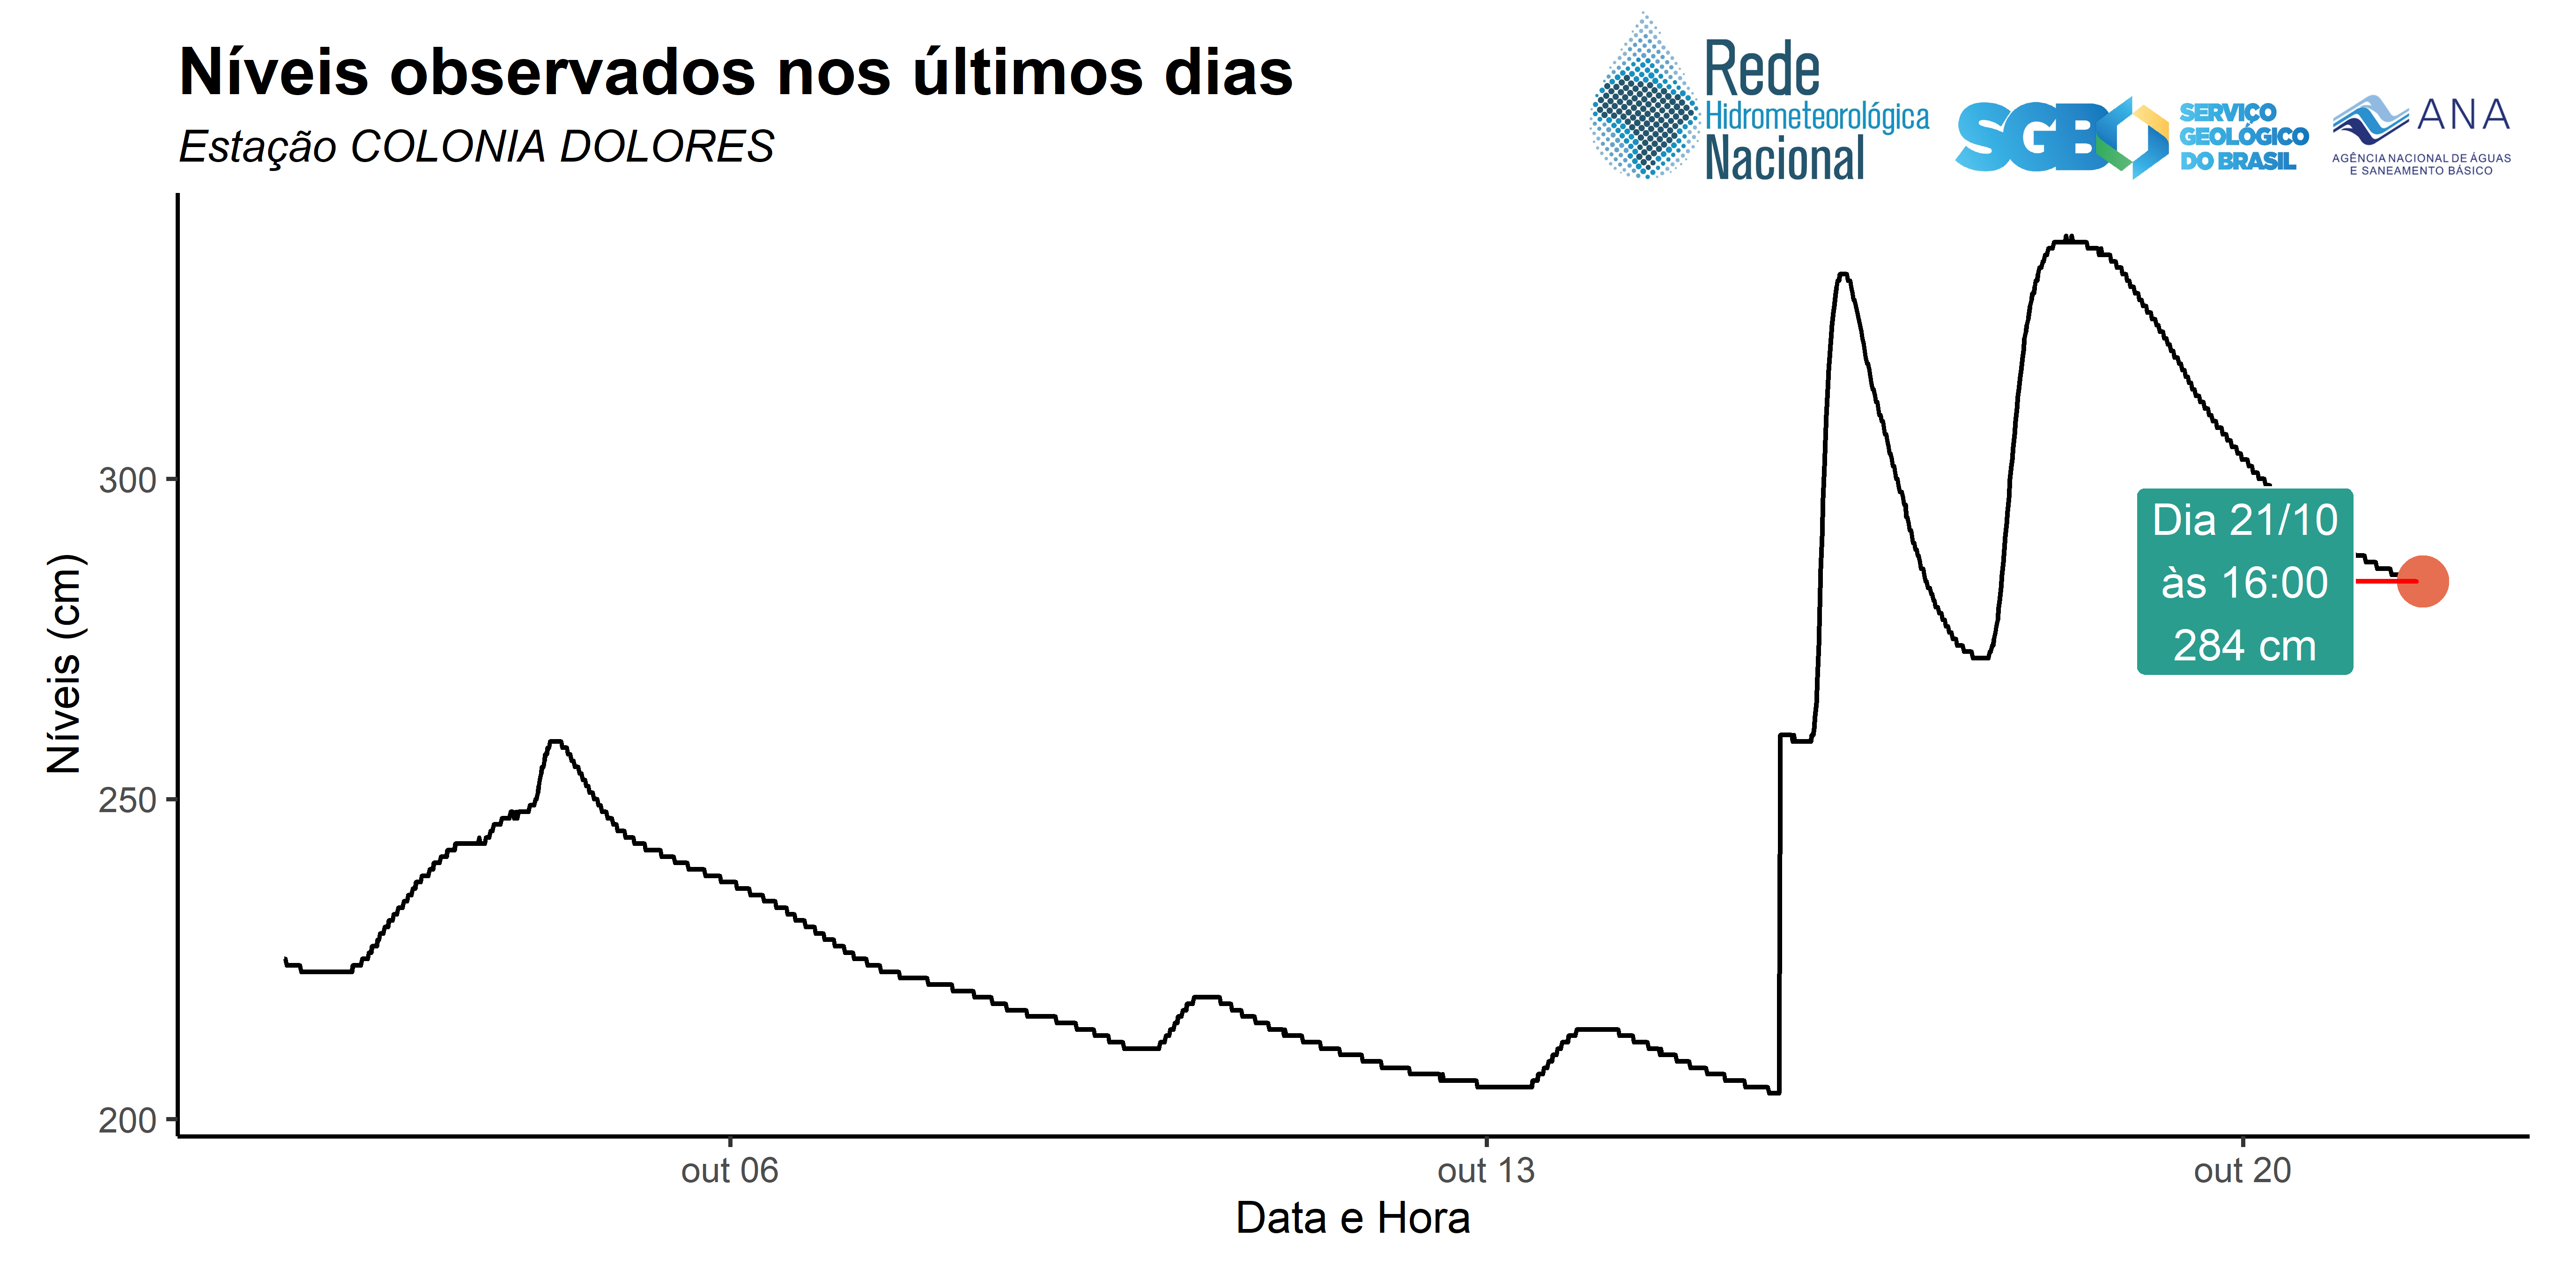 Níveis observados nos últimos dias
Estação COLONIA DOLORES
Rede
Hidrometeorológica
Nacional
SGB
SERVIÇO
GEOLÓGICO
DO BRASIL
ANA
AGÊNCIA NACIONAL DE ÁGUAS
E SANEAMENTO BÁSICO
Níveis (cm)
300
250
200
Dia 21/10
às 16:00
284 cm
out 06
out 13
out 20
Data e Hora